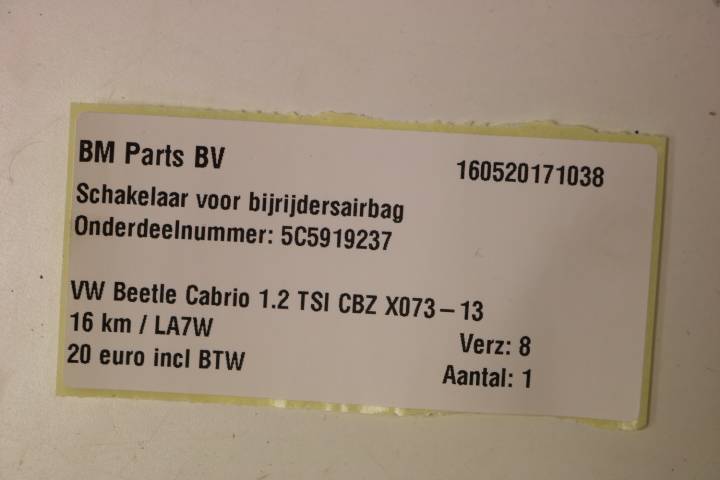 BM Parts BV 160520171038
Schakelaar voor bijrijdersairbag
Onderdeelnummer: 5C5919237
VW Beetle Cabrio 1.2 TSI CBZ X073-13
16 km / LA7W Verz: 8
20 euro incl BTW Aantal: 1